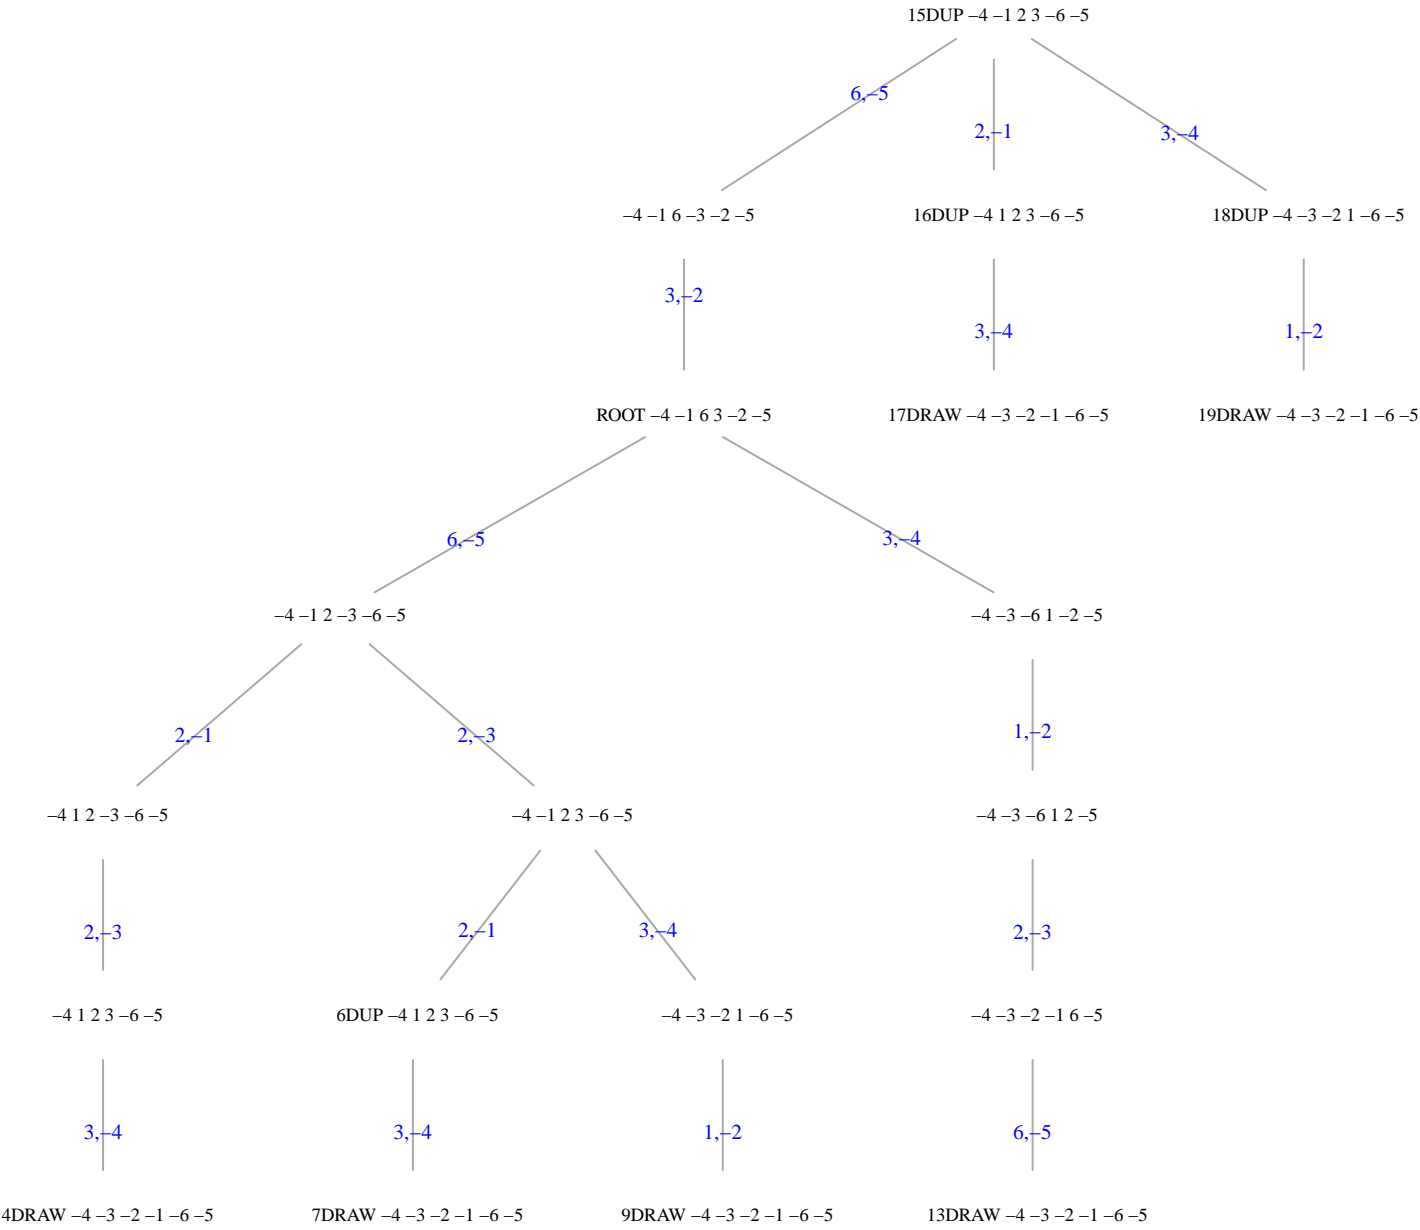 15DUP –4 –1 2 3 –6 –5
6,–5
2,–1
3,–4
–4 –1 6 –3 –2 –5
16DUP –4 1 2 3 –6 –5
18DUP –4 –3 –2 1 –6 –5
3,–2
3,–4
1,–2
ROOT –4 –1 6 3 –2 –5
17DRAW –4 –3 –2 –1 –6 –5
19DRAW –4 –3 –2 –1 –6 –5
6,–5
3,–4
–4 –1 2 –3 –6 –5
–4 –3 –6 1 –2 –5
2,–1
2,–3
1,–2
–4 1 2 –3 –6 –5
–4 –1 2 3 –6 –5
–4 –3 –6 1 2 –5
2,–3
2,–1
3,–4
2,–3
–4 1 2 3 –6 –5
6DUP –4 1 2 3 –6 –5
–4 –3 –2 1 –6 –5
–4 –3 –2 –1 6 –5
3,–4
3,–4
1,–2
6,–5
4DRAW –4 –3 –2 –1 –6 –5
7DRAW –4 –3 –2 –1 –6 –5
9DRAW –4 –3 –2 –1 –6 –5
13DRAW –4 –3 –2 –1 –6 –5